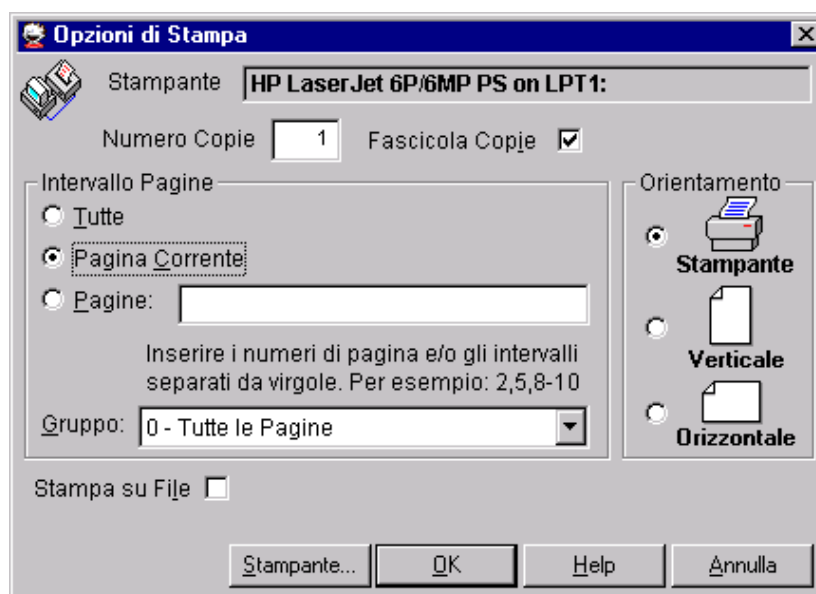 Opzioni di Stampa
Stampante HP LaserJet 6P/6MP PS on LPT1:
Numero Copie 1 Fascicola Copie
Intervallo Pagine
Tutte
Pagina Corrente
Pagine:
Inserire i numeri di pagina e/o gli intervalli
separati da virgole. Per esempio: 2,5,8-10
Gruppo: 0 - Tutte le Pagine
Orientamento
Stampante
Verticale
Orizzontale
Stampa su File
Stampante... OK Help Annulla